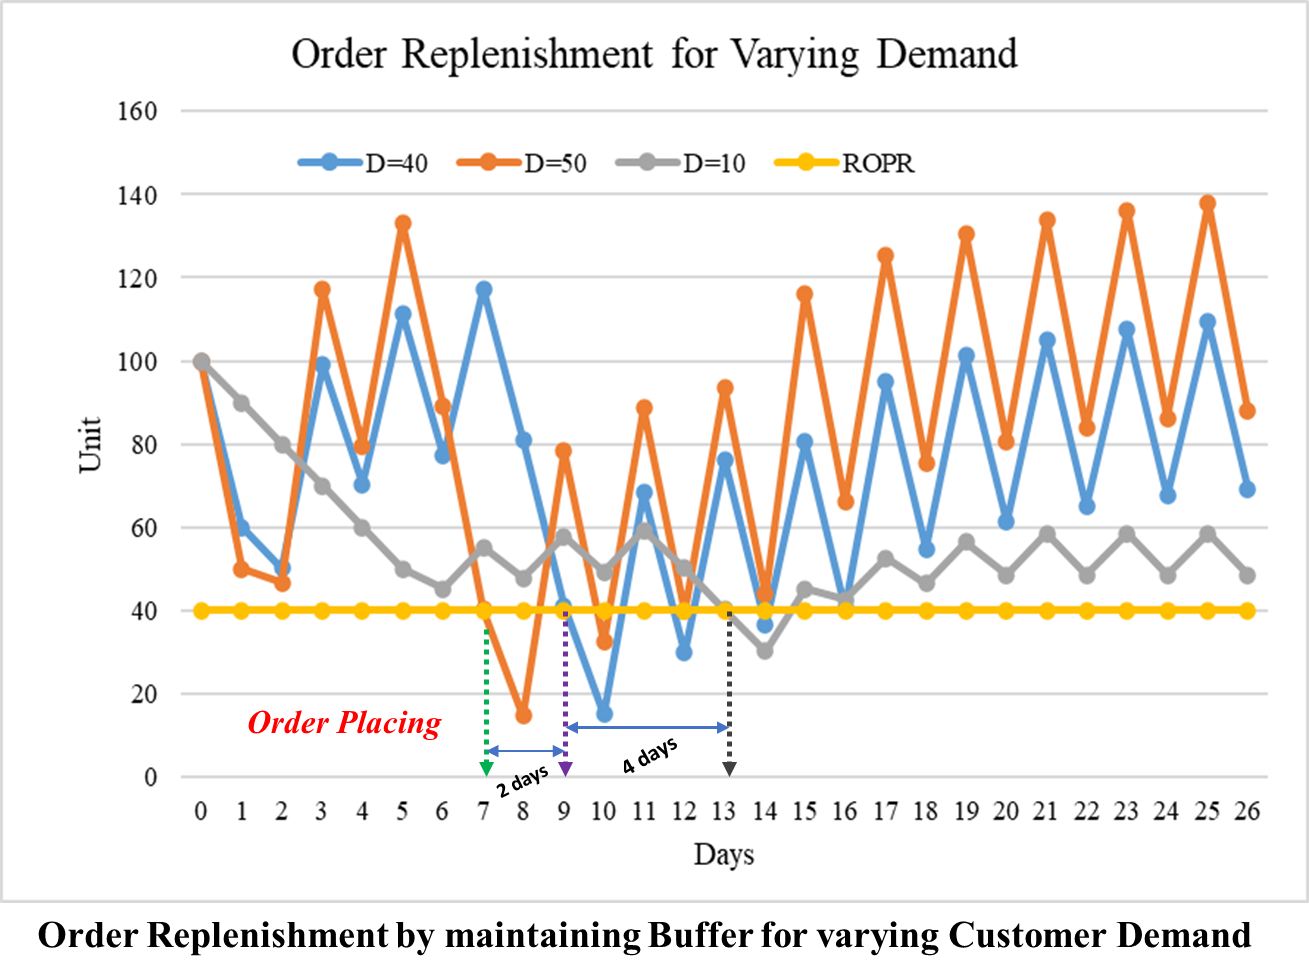 Order Replenishment for Varying Demand
160
D=40 D=50 D=10 ROPR
140
120
100
80
60
40
20
0
Unit
Order Placing
2 days
4 days
0 1 2 3 4 5 6 7 8 9 10 11 12 13 14 15 16 17 18 19 20 21 22 23 24 25 26
Days
Order Replenishment by maintaining Buffer for varying Customer Demand